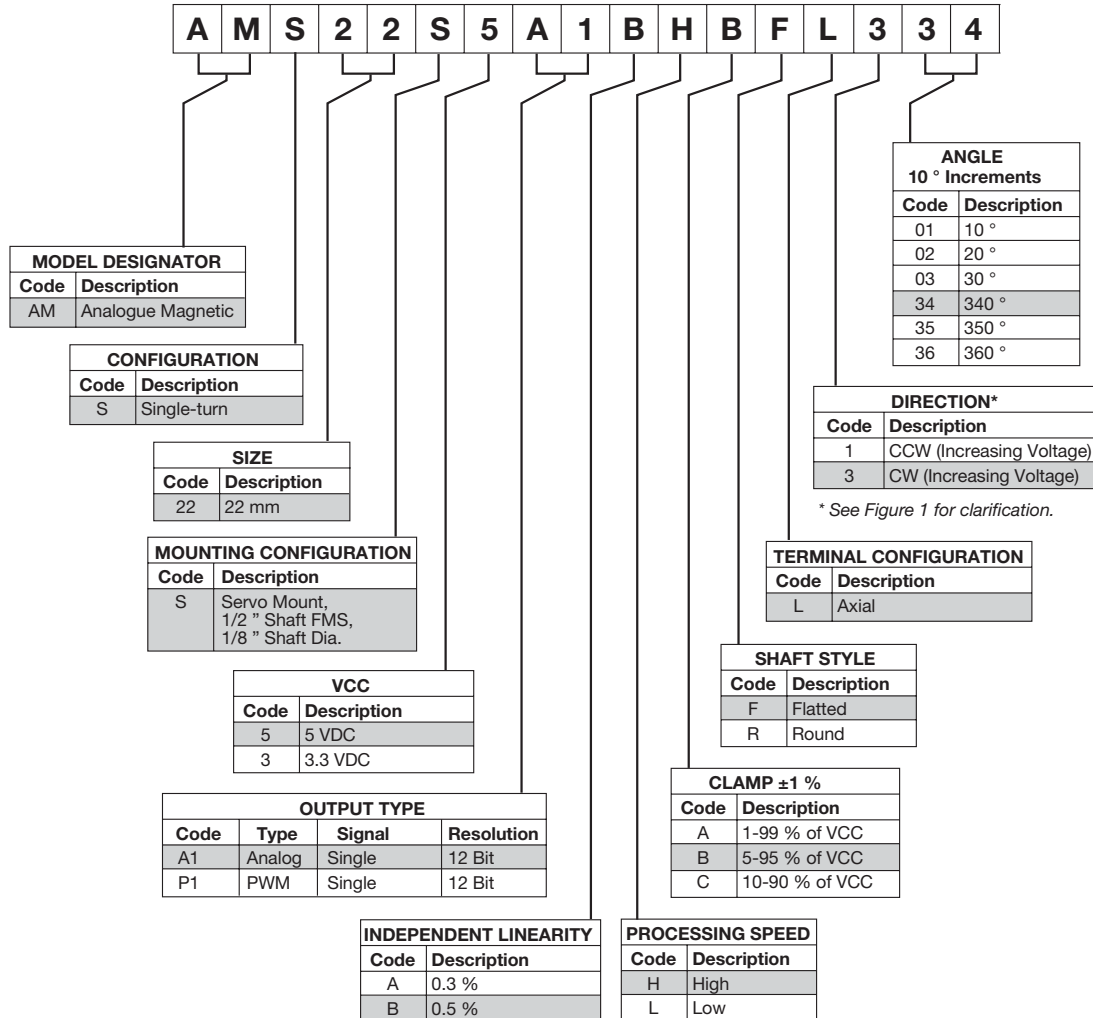 A M S 2 2 S 5 A 1 B H B F L 3 3 4
ANGLE
10 ° Increments
Code Description
01 10 °
02 20 °
03 30 °
34 340 °
35 350 °
36 360 °
MODEL DESIGNATOR
Code Description
AM Analogue Magnetic
CONFIGURATION
Code Description
S Single-turn
DIRECTION*
Code Description
1 CCW (Increasing Voltage)
3 CW (Increasing Voltage)
* See Figure 1 for clarification.
SIZE
Code Description
22 22 mm
MOUNTING CONFIGURATION
Code Description
S Servo Mount,
1/2 " Shaft FMS,
1/8 " Shaft Dia.
TERMINAL CONFIGURATION
Code Description
L Axial
VCC
Code Description
5 5 VDC
3 3.3 VDC
SHAFT STYLE
Code Description
F Flatted
R Round
OUTPUT TYPE
Code Type Signal Resolution
A1 Analog Single 12 Bit
P1 PWM Single 12 Bit
CLAMP ±1 %
Code Description
A 1-99 % of VCC
B 5-95 % of VCC
C 10-90 % of VCC
INDEPENDENT LINEARITY
Code Description
A 0.3 %
B 0.5 %
PROCESSING SPEED
Code Description
H High
L Low